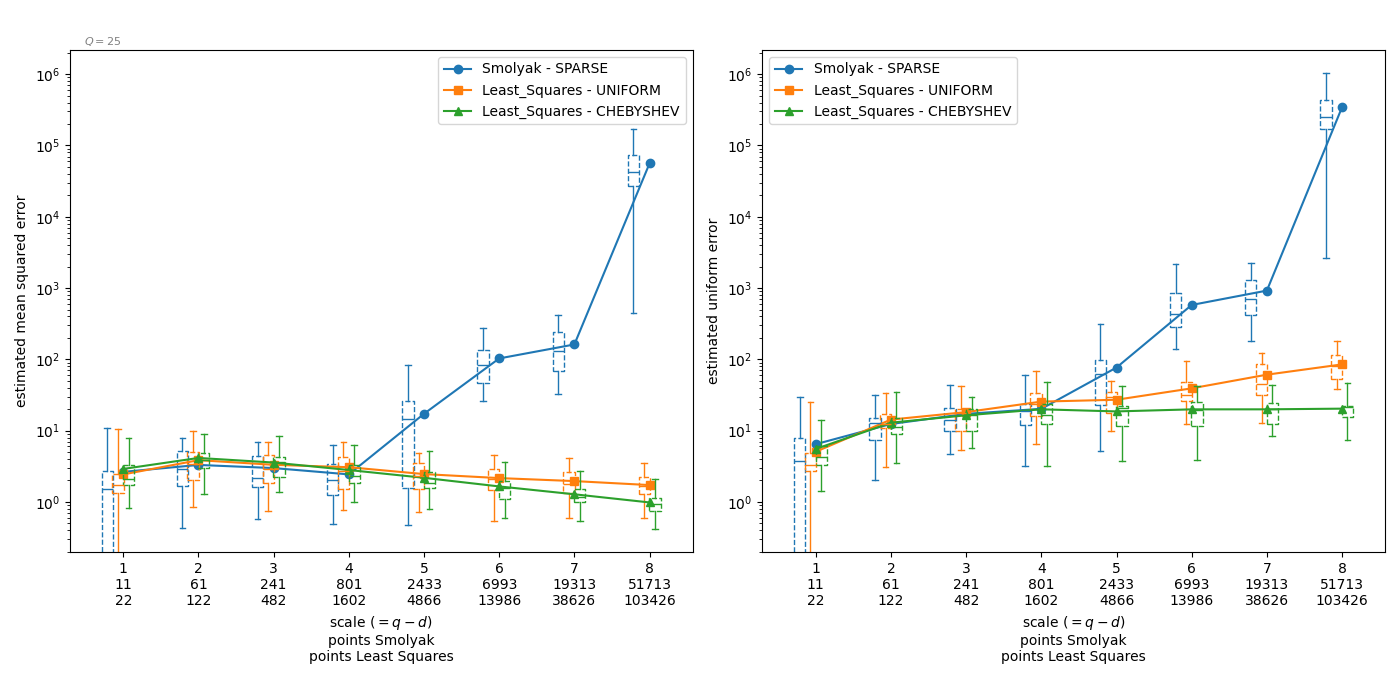 Q = 25
estimated mean squared error
10^6
10^5
10^4
10^3
10^2
10^1
10^0
Smolyak - SPARSE
Least_Squares - UNIFORM
Least_Squares - CHEBYSHEV
1 2 3 4 5 6 7 8
11 61 241 801 2433 6993 19313 51713
22 122 482 1602 4866 13986 38626 103426
scale (= q − d)
points Smolyak
points Least Squares
estimated uniform error
10^6
10^5
10^4
10^3
10^2
10^1
10^0
Smolyak - SPARSE
Least_Squares - UNIFORM
Least_Squares - CHEBYSHEV
1 2 3 4 5 6 7 8
11 61 241 801 2433 6993 19313 51713
22 122 482 1602 4866 13986 38626 103426
scale (= q − d)
points Smolyak
points Least Squares